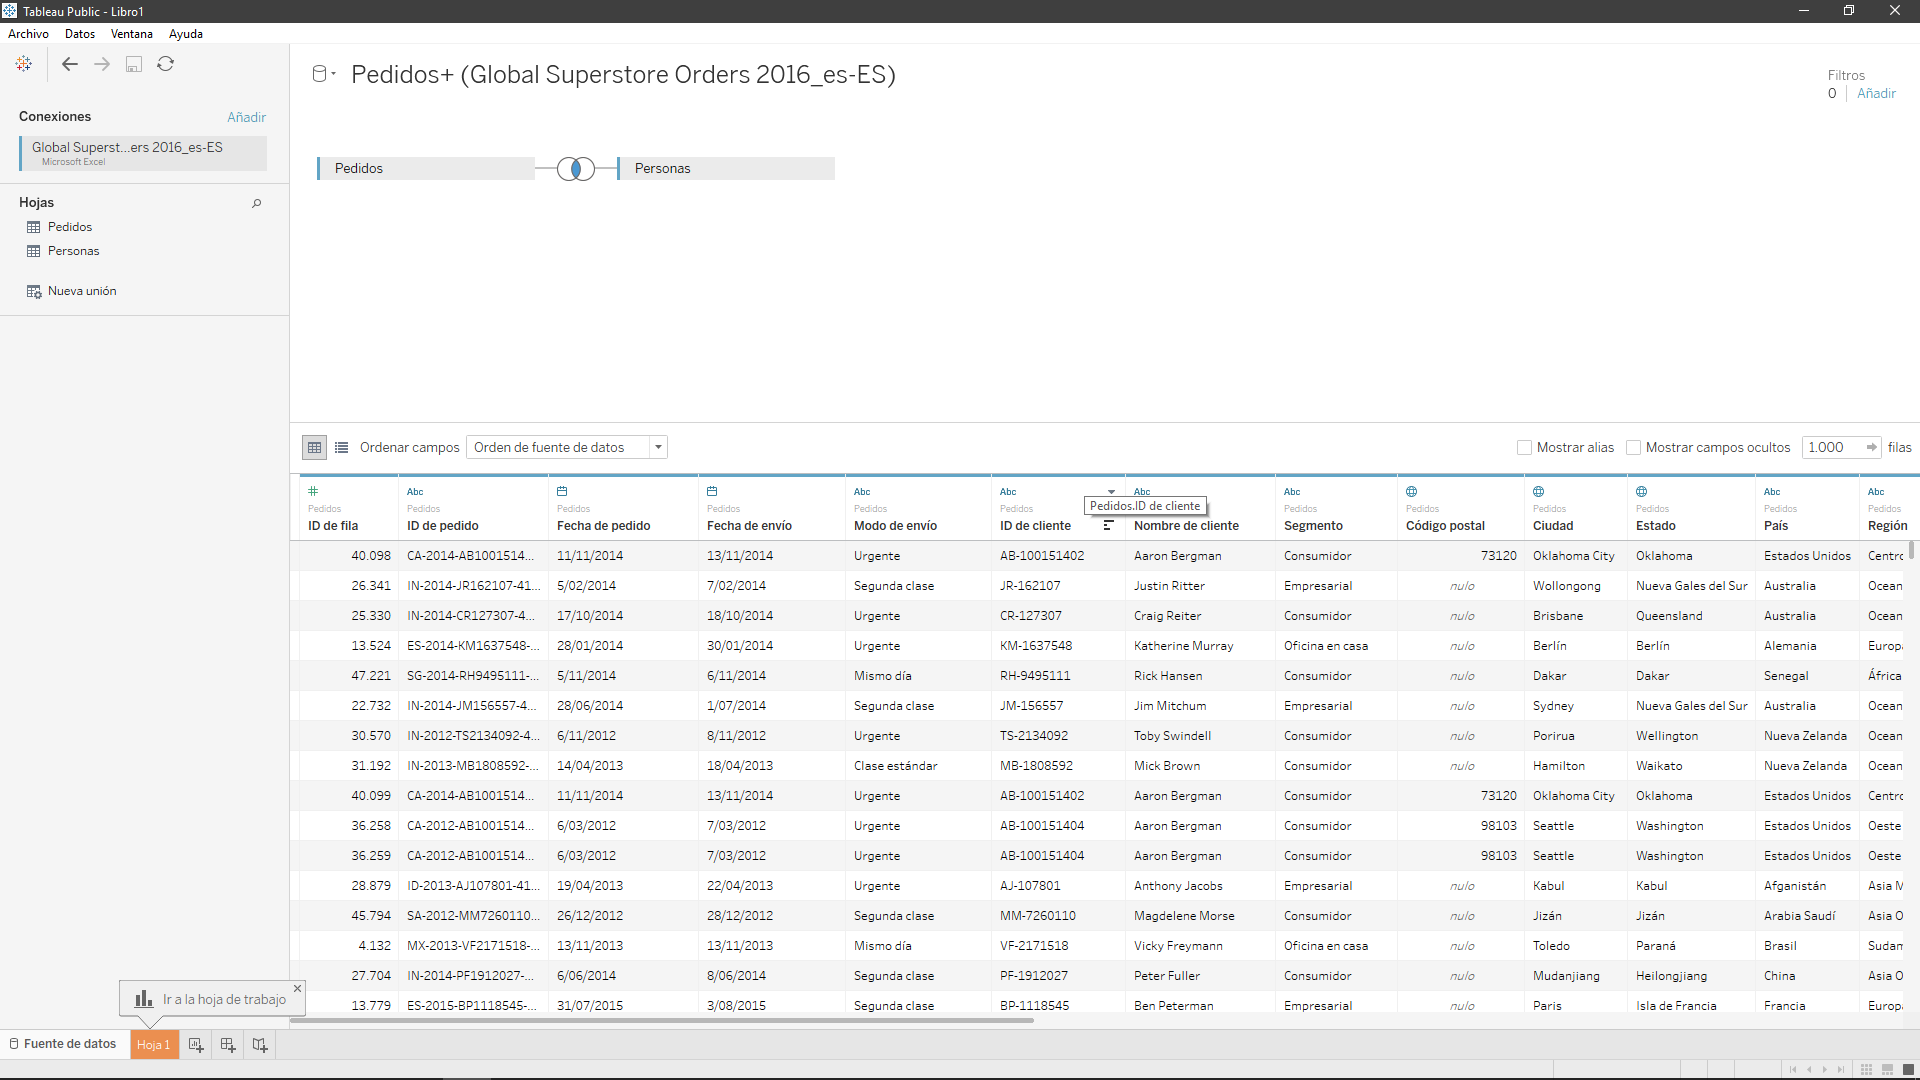 Tableau Public - Libro1
Archivo Datos Ventana Ayuda
Conexiones Añadir
Global Superst...ers 2016_es-ES
Microsoft Excel
Hojas
Pedidos
Personas
Nueva unión
Pedidos+ (Global Superstore Orders 2016_es-ES)
Filtros
0 Añadir
Pedidos Personas
Ordenar campos Orden de fuente de datos Mostrar alias Mostrar campos ocultos 1.000 filas
Abc Abc Abc Abc Abc Abc Abc
Pedidos Pedidos Pedidos Pedidos Pedidos Pedidos Pedidos.ID de cliente Pedidos Pedidos Pedidos Pedidos Pedidos Pedidos
ID de fila ID de pedido Fecha de pedido Fecha de envío Modo de envío ID de cliente Nombre de cliente Segmento Código postal Ciudad Estado País Región
40.098 CA-2014-AB1001514... 11/11/2014 13/11/2014 Urgente AB-100151402 Aaron Bergman Consumidor 73120 Oklahoma City Oklahoma Estados Unidos Centro
26.341 IN-2014-JR162107-41... 5/02/2014 7/02/2014 Segunda clase JR-162107 Justin Ritter Empresarial nulo Wollongong Nueva Gales del Sur Australia Ocean
25.330 IN-2014-CR127307-4... 17/10/2014 18/10/2014 Urgente CR-127307 Craig Reiter Consumidor nulo Brisbane Queensland Australia Ocean
13.524 ES-2014-KM1637548-... 28/01/2014 30/01/2014 Urgente KM-1637548 Katherine Murray Oficina en casa nulo Berlín Berlín Alemania Europ
47.221 SG-2014-RH9495111-... 5/11/2014 6/11/2014 Mismo día RH-9495111 Rick Hansen Consumidor nulo Dakar Dakar Senegal África
22.732 IN-2014-JM156557-4... 28/06/2014 1/07/2014 Segunda clase JM-156557 Jim Mitchum Empresarial nulo Sydney Nueva Gales del Sur Australia Ocean
30.570 IN-2012-TS2134092-4... 6/11/2012 8/11/2012 Urgente TS-2134092 Toby Swindell Consumidor nulo Porirua Wellington Nueva Zelanda Ocean
31.192 IN-2013-MB1808592-... 14/04/2013 18/04/2013 Clase estándar MB-1808592 Mick Brown Consumidor nulo Hamilton Waikato Nueva Zelanda Ocean
40.099 CA-2014-AB1001514... 11/11/2014 13/11/2014 Urgente AB-100151402 Aaron Bergman Consumidor 73120 Oklahoma City Oklahoma Estados Unidos Centro
36.258 CA-2012-AB1001514... 6/03/2012 7/03/2012 Urgente AB-100151404 Aaron Bergman Consumidor 98103 Seattle Washington Estados Unidos Oeste
36.259 CA-2012-AB1001514... 6/03/2012 7/03/2012 Urgente AB-100151404 Aaron Bergman Consumidor 98103 Seattle Washington Estados Unidos Oeste
28.879 ID-2013-AJ107801-41... 19/04/2013 22/04/2013 Urgente AJ-107801 Anthony Jacobs Empresarial nulo Kabul Kabul Afganistán Asia M
45.794 SA-2012-MM7260110... 26/12/2012 28/12/2012 Segunda clase MM-7260110 Magdelene Morse Consumidor nulo Jizán Jizán Arabia Saudí Asia O
4.132 MX-2013-VF2171518-... 13/11/2013 13/11/2013 Mismo día VF-2171518 Vicky Freymann Oficina en casa nulo Toledo Paraná Brasil Sudam
27.704 IN-2014-PF1912027-... 6/06/2014 8/06/2014 Segunda clase PF-1912027 Peter Fuller Consumidor nulo Mudanjiang Heilongjiang China Asia O
13.779 ES-2015-BP1118545-... 31/07/2015 3/08/2015 Segunda clase BP-1118545 Ben Peterman Empresarial nulo Paris Isla de Francia Francia Europ
Ir a la hoja de trabajo
Fuente de datos Hoja 1